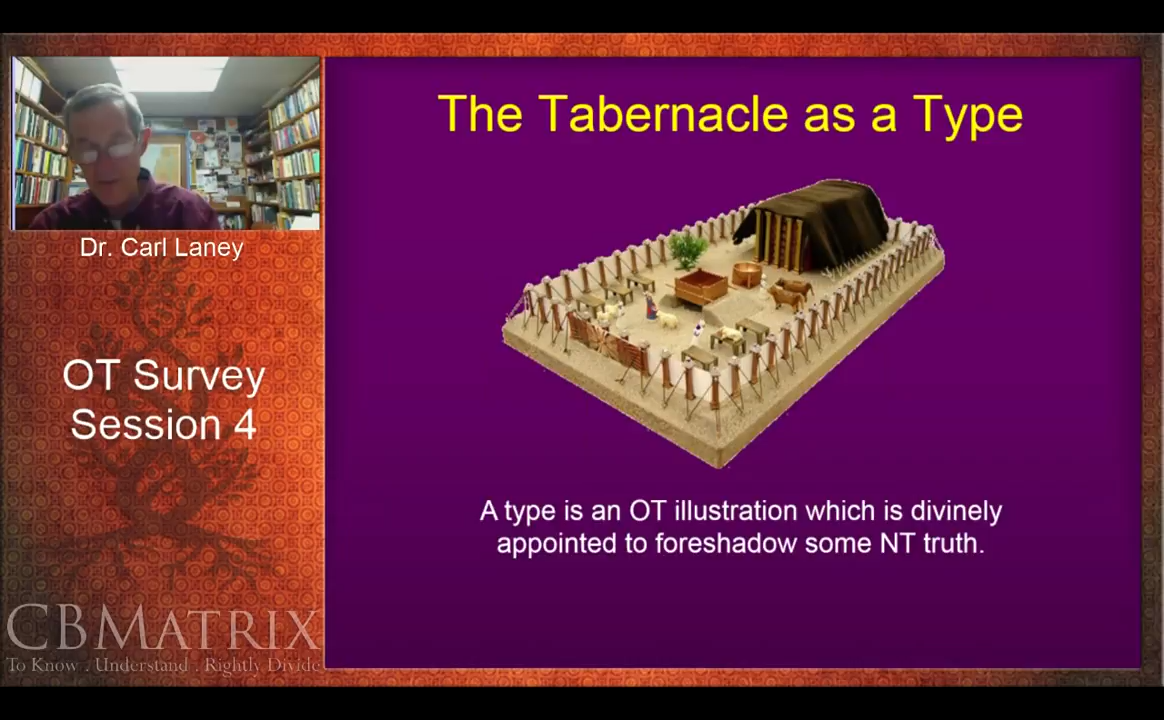 The Tabernacle as a Type
Dr. Carl Laney
OT Survey
Session 4
A type is an OT illustration which is divinely
appointed to foreshadow some NT truth.
CBMATRIX
To Know . Understand . Rightly Divide